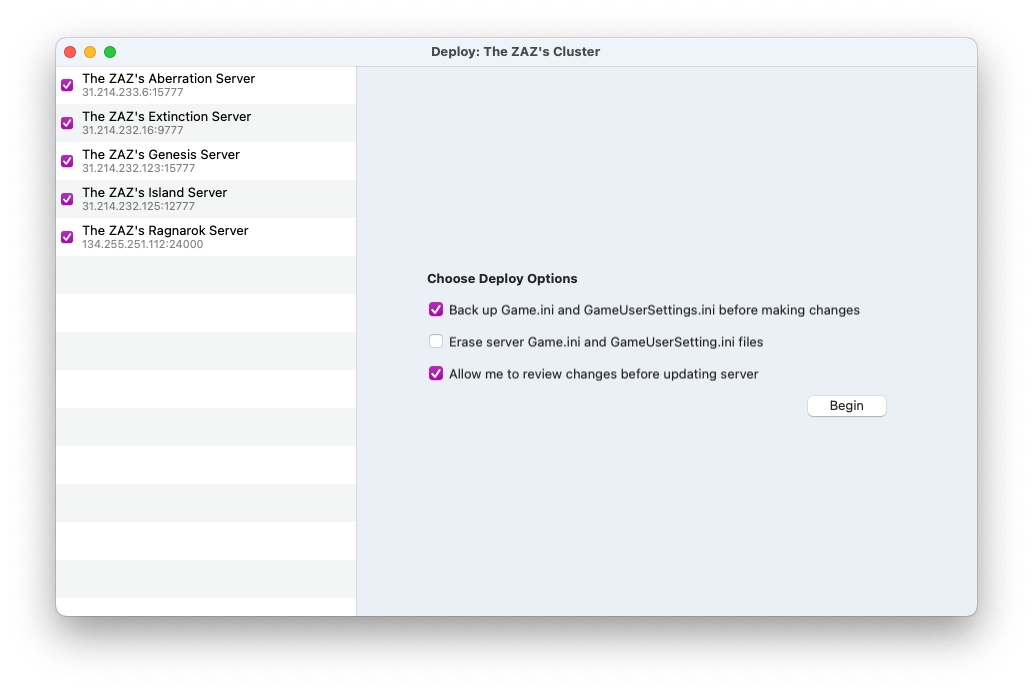 Deploy: The ZAZ's Cluster
The ZAZ's Aberration Server
31.214.233.6:15777
The ZAZ's Extinction Server
31.214.232.16:9777
The ZAZ's Genesis Server
31.214.232.123:15777
The ZAZ's Island Server
31.214.232.125:12777
The ZAZ's Ragnarok Server
134.255.251.112:24000
Choose Deploy Options
Back up Game.ini and GameUserSettings.ini before making changes
Erase server Game.ini and GameUserSetting.ini files
Allow me to review changes before updating server
Begin